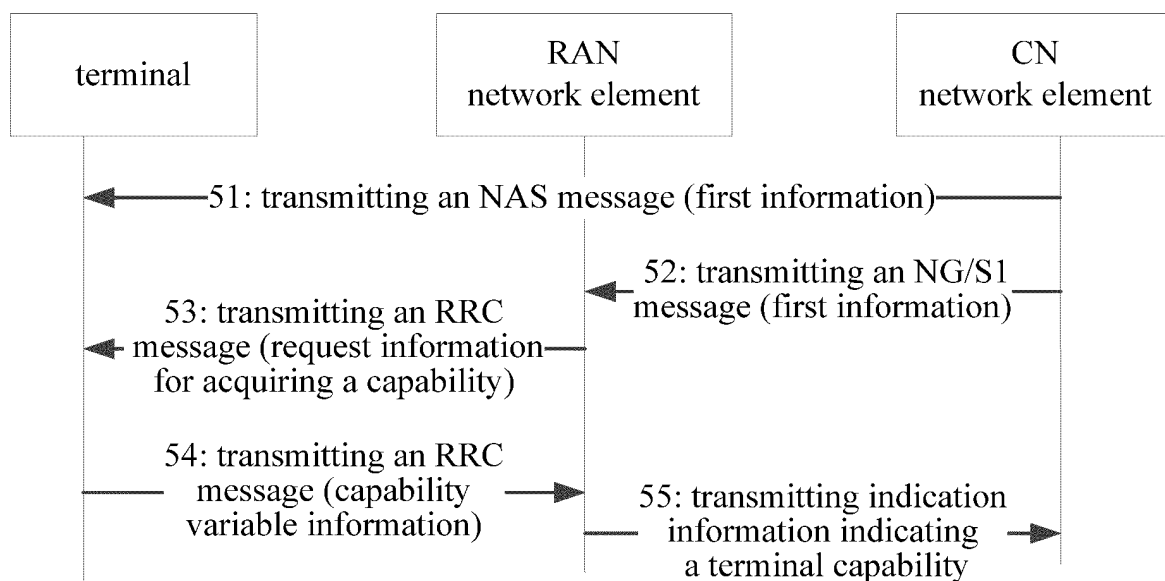 terminal
RAN
network element
CN
network element
51: transmitting an NAS message (first information)
52: transmitting an NG/S1
message (first information)
53: transmitting an RRC
message (request information
for acquiring a capability)
54: transmitting an RRC
message (capability
variable information)
55: transmitting indication
information indicating
a terminal capability